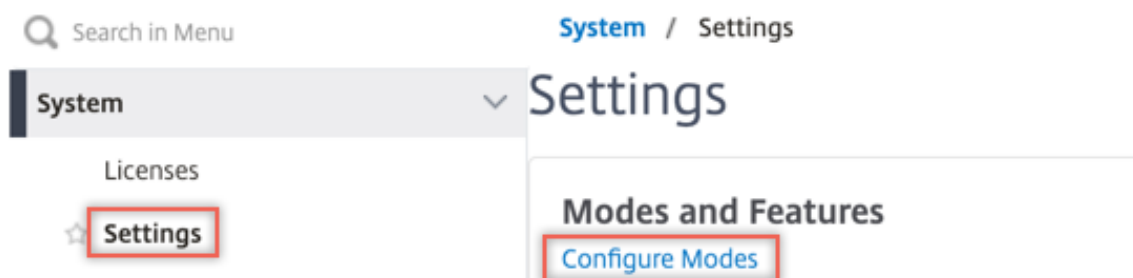 Search in Menu
System
Licenses
Settings
System / Settings
Settings
Modes and Features
Configure Modes